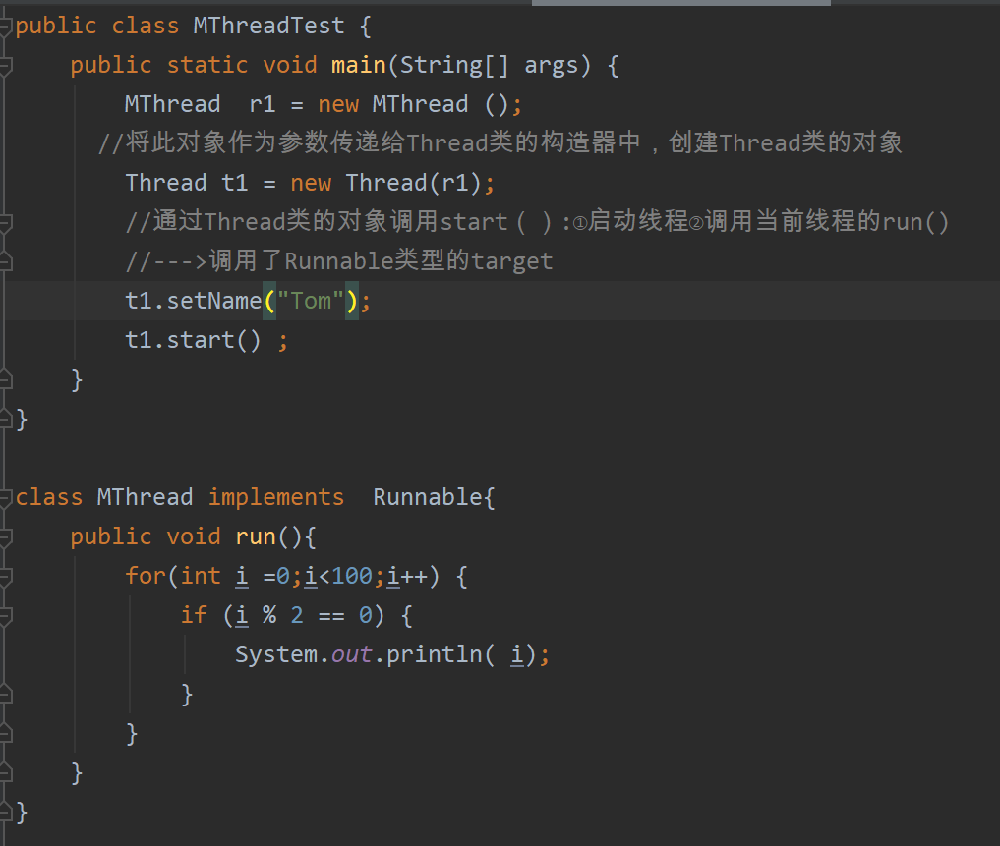 public class MThreadTest {
    public static void main(String[] args) {
        MThread  r1 = new MThread ();
      //将此对象作为参数传递给Thread类的构造器中，创建Thread类的对象
        Thread t1 = new Thread(r1);
        //通过Thread类的对象调用start（）:①启动线程②调用当前线程的run()
        //--->调用了Runnable类型的target
        t1.setName("Tom");
        t1.start() ;
    }
}

class MThread implements  Runnable{
    public void run(){
        for(int i =0;i<100;i++) {
            if (i % 2 == 0) {
                System.out.println( i);
            }
        }
    }
}